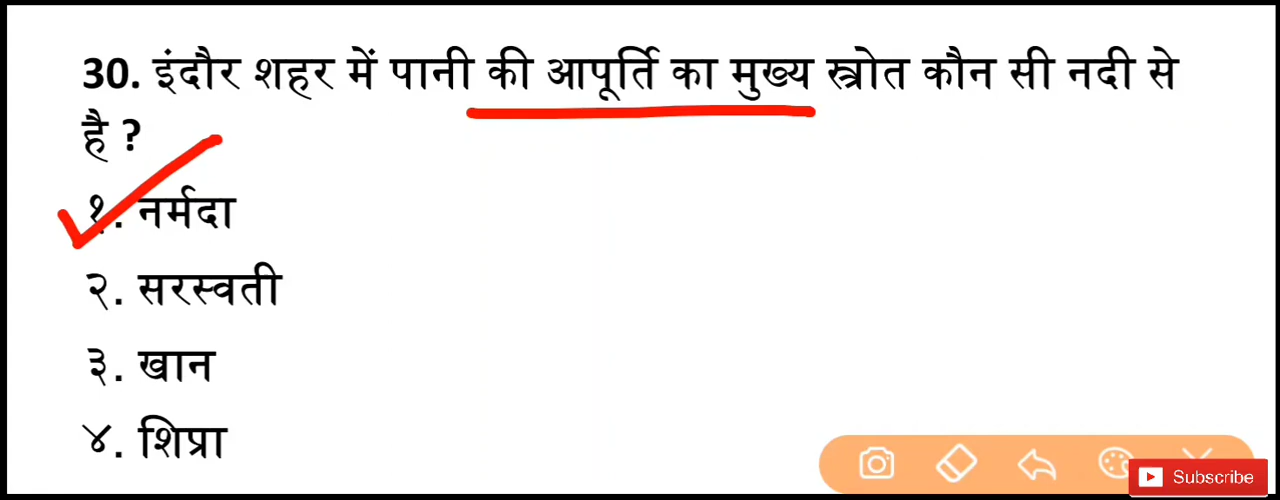 30. इंदौर शहर में पानी की आपूर्ति का मुख्य स्त्रोत कौन सी नदी से
है ?
१. नर्मदा
२. सरस्वती
३. खान
४. शिप्रा
Subscribe